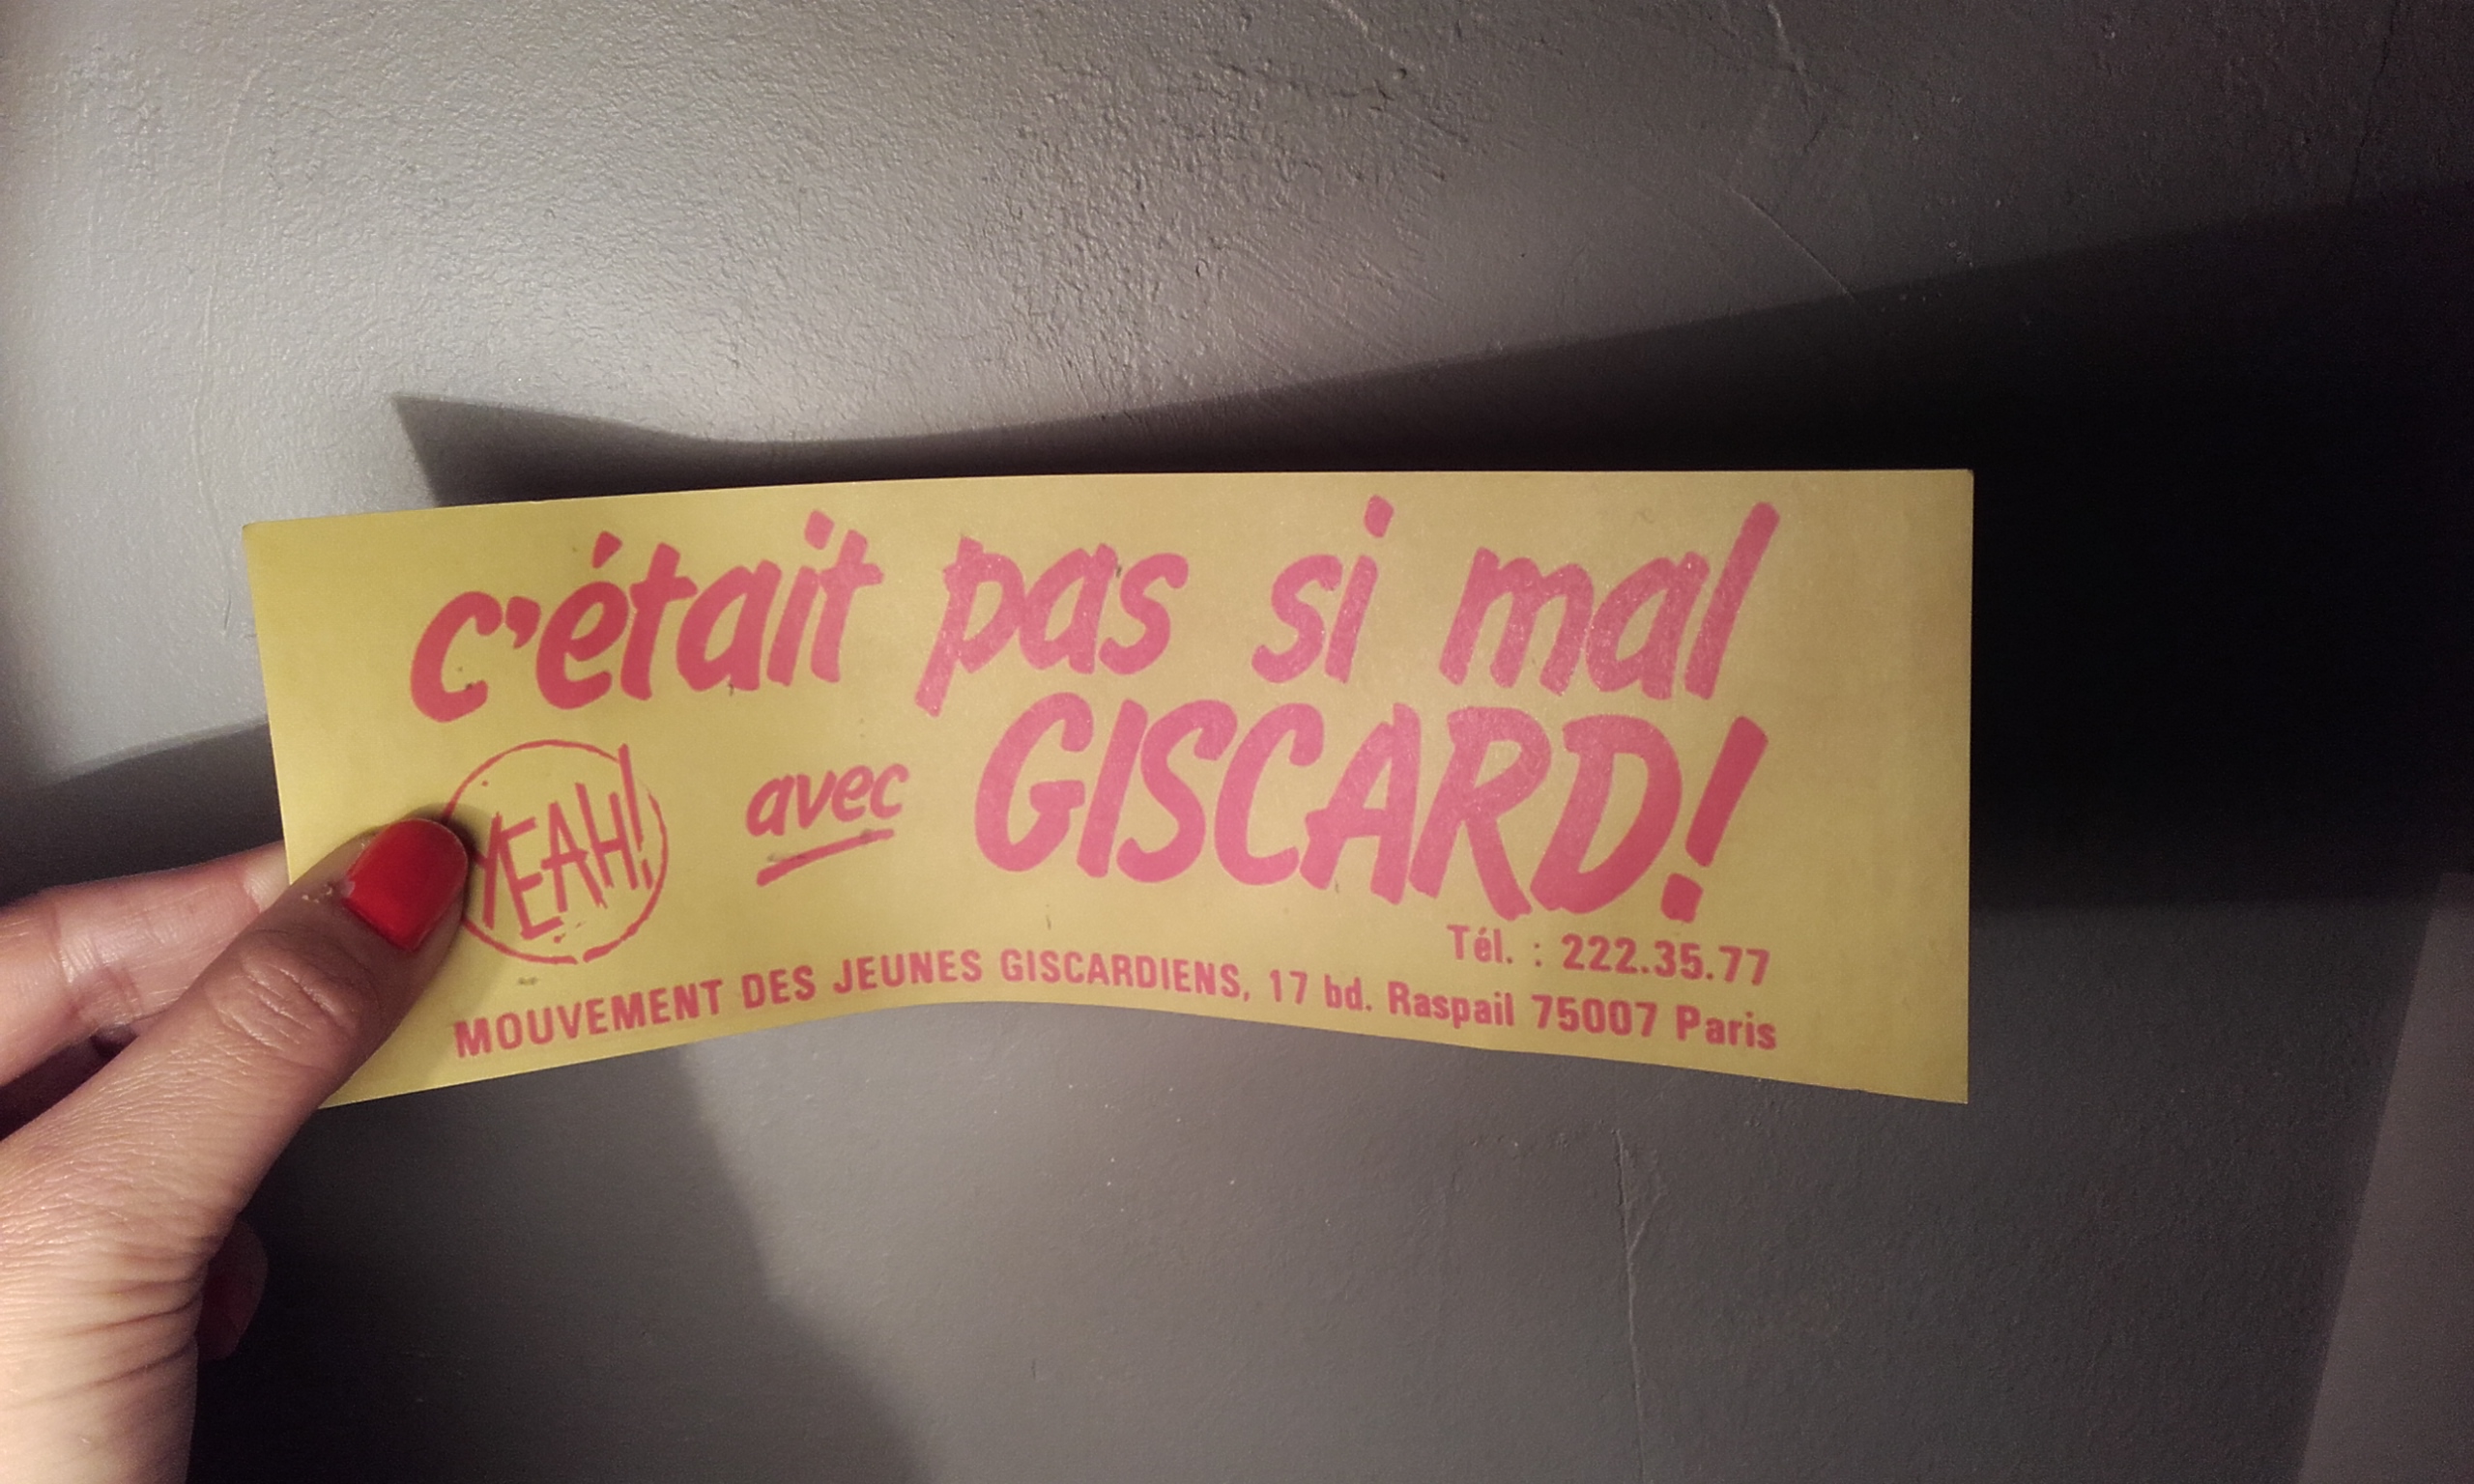 c'était pas si mal
YEAH!
avec GISCARD!
Tél. : 222.35.77
MOUVEMENT DES JEUNES GISCARDIENS, 17 bd. Raspail 75007 Paris